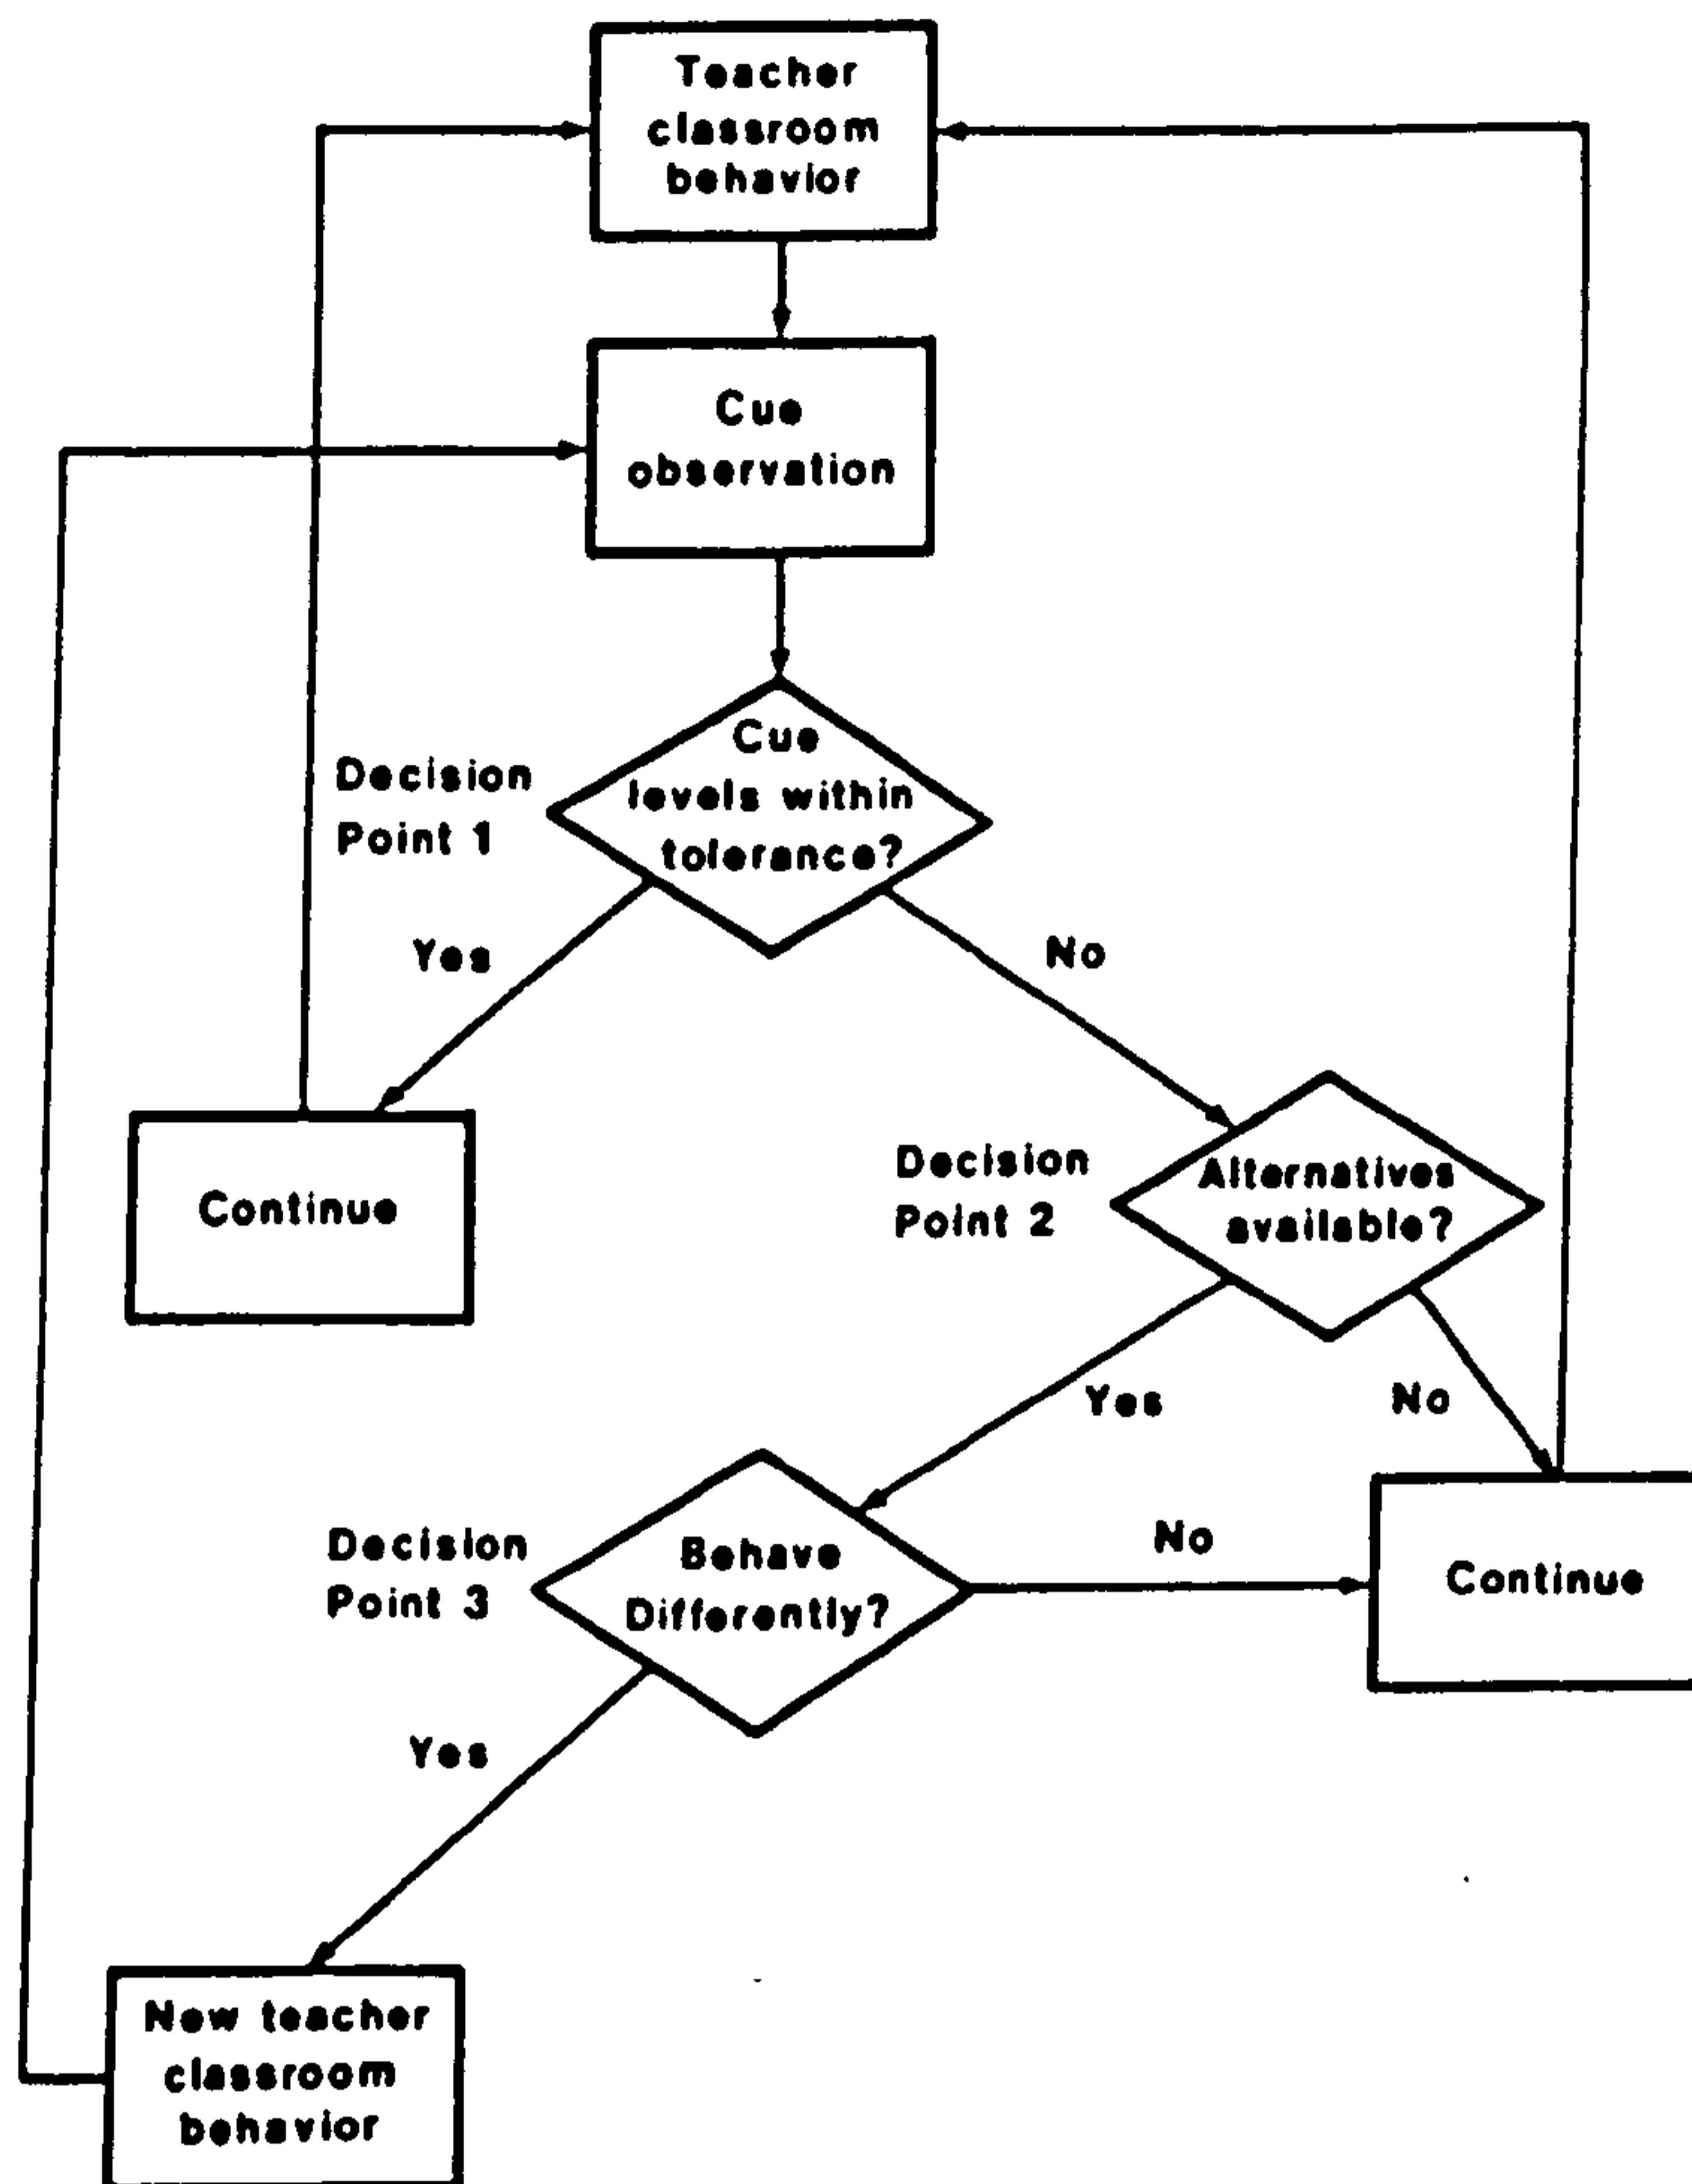 Teacher
classroom
behavior
Cue
observation
Decision
Point 1
Cue
levels within
tolerance?
Yes
No
Continue
Decision
Point 2
Alternatives
available?
Yes
No
Decision
Point 3
Behave
Differently?
No
Continue
Yes
New teacher
classroom
behavior